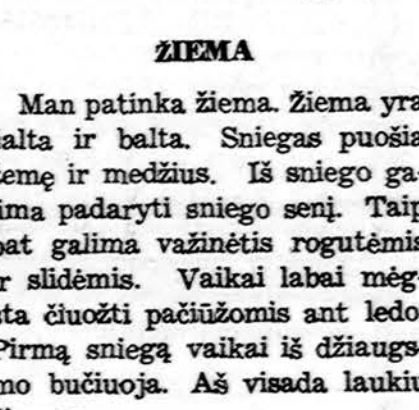 ŽIEMA
Man patinka žiema. Žiema yra
šalta ir balta. Sniegas puošia
žemę ir medžius. Iš sniego ga-
lima padaryti sniego senį. Taip
pat galima važinėtis rogutėmis
ir slidėmis. Vaikai labai mėg-
sta čiuožti pačiūžomis ant ledo.
Pirmą sniegą vaikai iš džiaugs-
mo bučiuoja. Aš visada laukiu